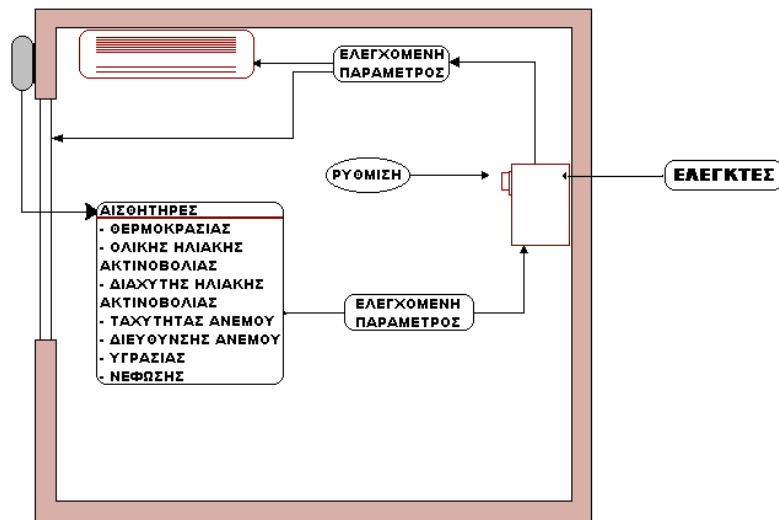 ΕΛΕΓΧΟΜΕΝΗ
ΠΑΡΑΜΕΤΡΟΣ
ΡΥΘΜΙΣΗ
ΕΛΕΓΚΤΕΣ
ΑΙΣΘΗΤΗΡΕΣ
- ΘΕΡΜΟΚΡΑΣΙΑΣ
- ΟΛΙΚΗΣ ΗΛΙΑΚΗΣ
ΑΚΤΙΝΟΒΟΛΙΑΣ
- ΔΙΑΧΥΤΗΣ ΗΛΙΑΚΗΣ
ΑΚΤΙΝΟΒΟΛΙΑΣ
- ΤΑΧΥΤΗΤΑΣ ΑΝΕΜΟΥ
- ΔΙΕΥΘΥΝΣΗΣ ΑΝΕΜΟΥ
- ΥΓΡΑΣΙΑΣ
- ΝΕΦΩΣΗΣ
ΕΛΕΓΧΟΜΕΝΗ
ΠΑΡΑΜΕΤΡΟΣ